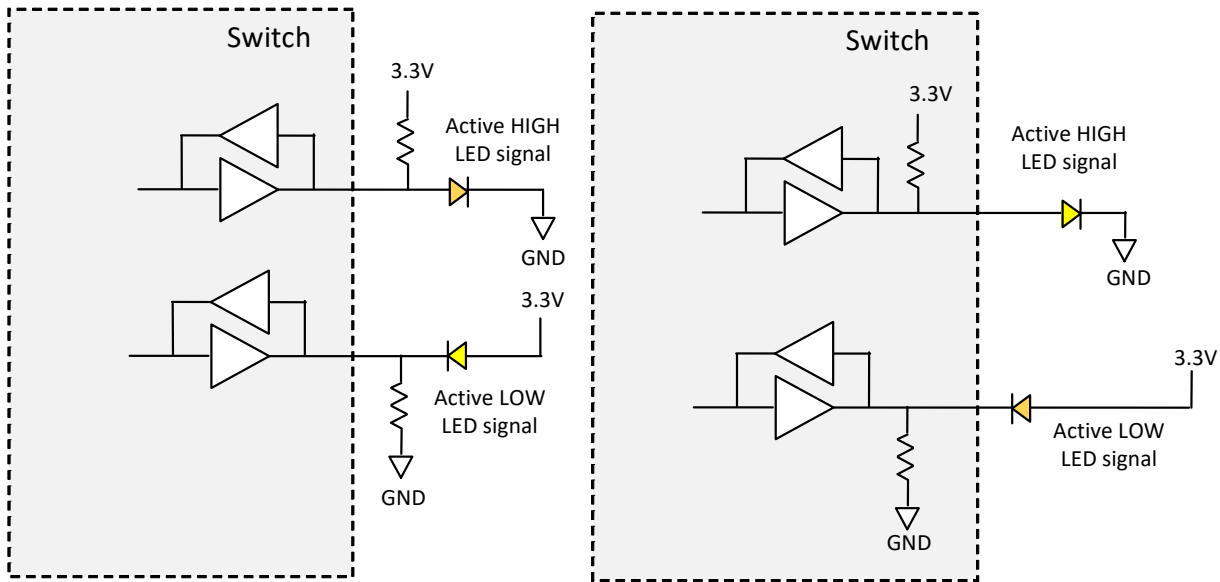 Switch
3.3V
Active HIGH
LED signal
GND
3.3V
Active LOW
LED signal
GND
Switch
3.3V
Active HIGH
LED signal
GND
3.3V
Active LOW
LED signal
GND